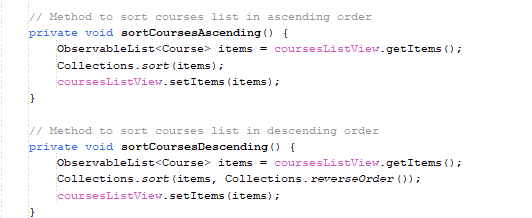 // Method to sort courses list in ascending order
private void sortCoursesAscending() {
    ObservableList<Course> items = coursesListView.getItems();
    Collections.sort(items);
    coursesListView.setItems(items);
}

// Method to sort courses list in descending order
private void sortCoursesDescending() {
    ObservableList<Course> items = coursesListView.getItems();
    Collections.sort(items, Collections.reverseOrder());
    coursesListView.setItems(items);
}